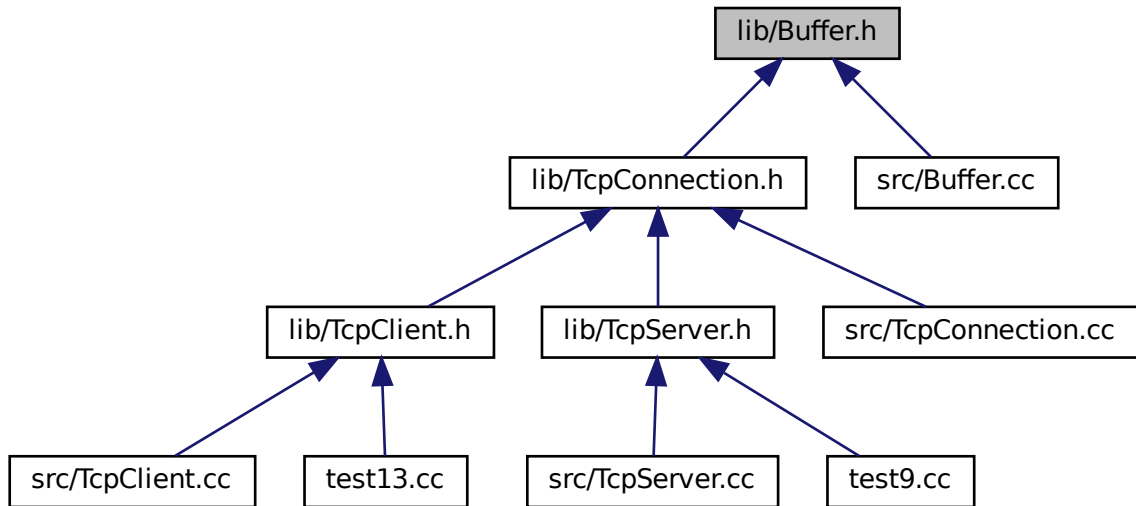 lib/Buffer.h
lib/TcpConnection.h
src/Buffer.cc
lib/TcpClient.h
lib/TcpServer.h
src/TcpConnection.cc
src/TcpClient.cc
test13.cc
src/TcpServer.cc
test9.cc